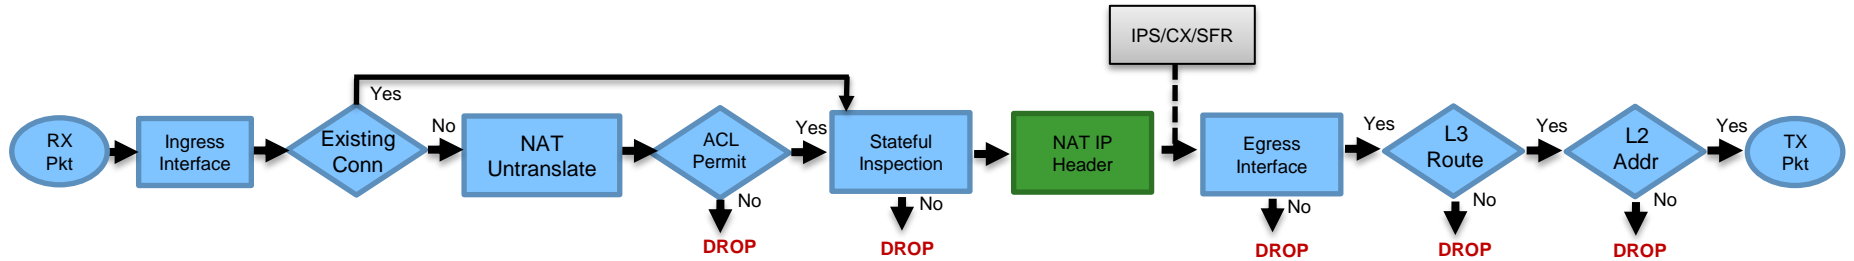 IPS/CX/SFR
Yes
RX
Pkt
Ingress
Interface
Existing
Conn
No
NAT
Untranslate
ACL
Permit
Yes
Stateful
Inspection
NAT IP
Header
Egress
Interface
Yes
L3
Route
Yes
L2
Addr
Yes
TX
Pkt
No
DROP
No
DROP
No
DROP
No
DROP
No
DROP